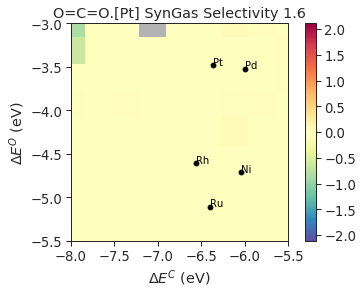 O=C=O.[Pt] SynGas Selectivity 1.6
−3.0
−3.5
−4.0
−4.5
−5.0
−5.5
ΔE^O (eV)
Pt
Pd
Rh
Ni
Ru
−8.0 −7.5 −7.0 −6.5 −6.0 −5.5
ΔE^C (eV)
2.0
1.5
1.0
0.5
0.0
−0.5
−1.0
−1.5
−2.0